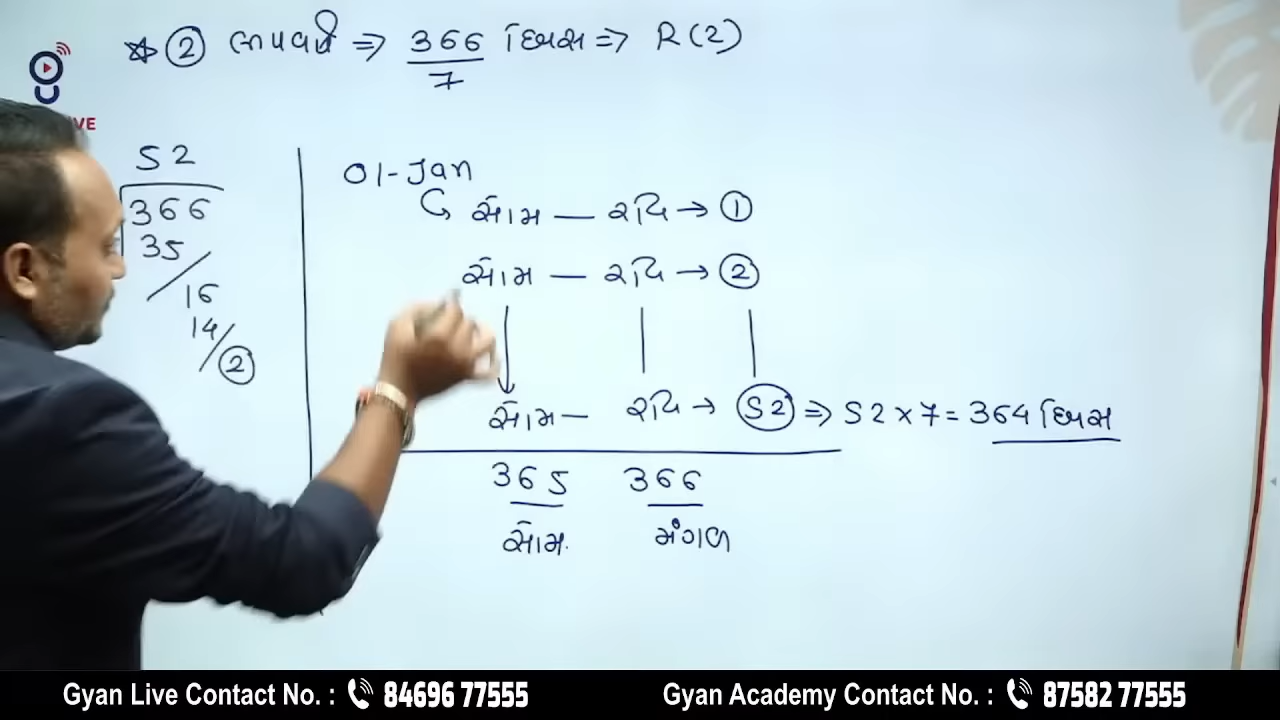 ② લીપવર્ષ ⇒ 366/7 દિવસ ⇒ R(2)
52
366
35
16
14
②
01-Jan
સોમ — રવિ → ①
સોમ — રવિ → ②
સોમ — રવિ → 52 ⇒ 52 × 7 = 364 દિવસ
365 366
સોમ મંગળ
Gyan Live Contact No. : 84696 77555 Gyan Academy Contact No. : 87582 77555